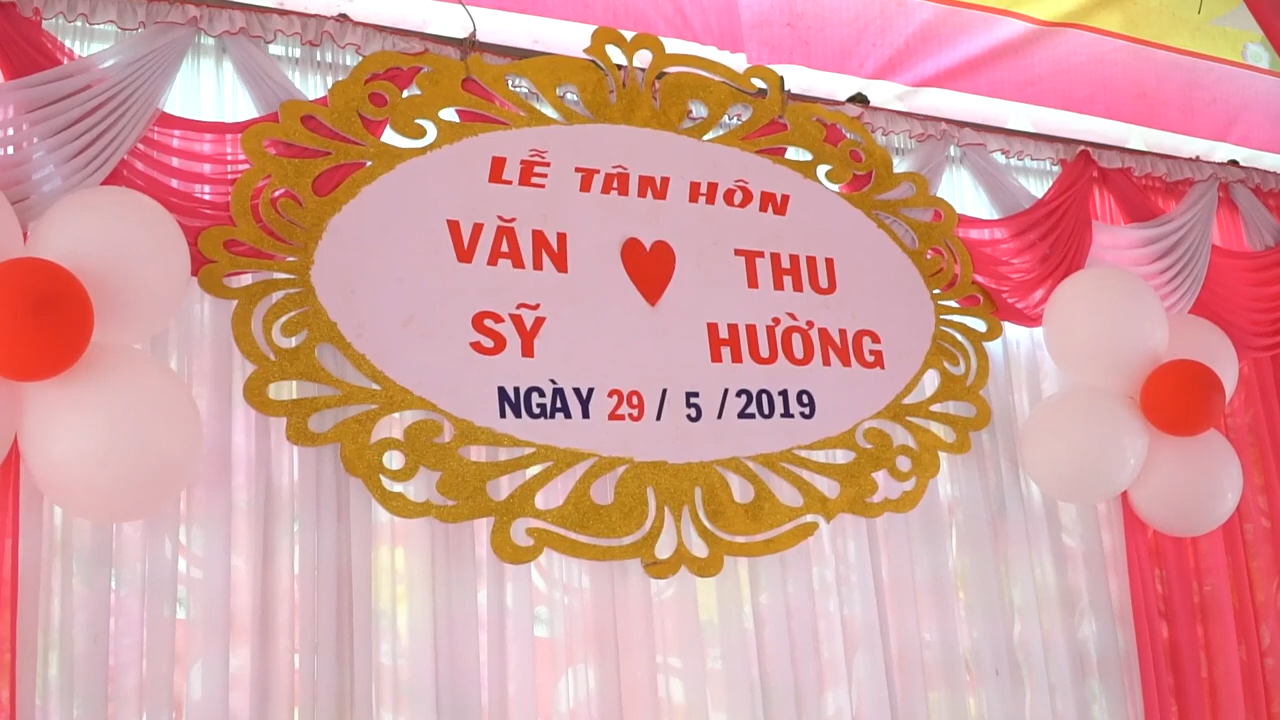 LỄ TÂN HÔN
VĂN THU
SỸ HƯỜNG
NGÀY 29 / 5 / 2019